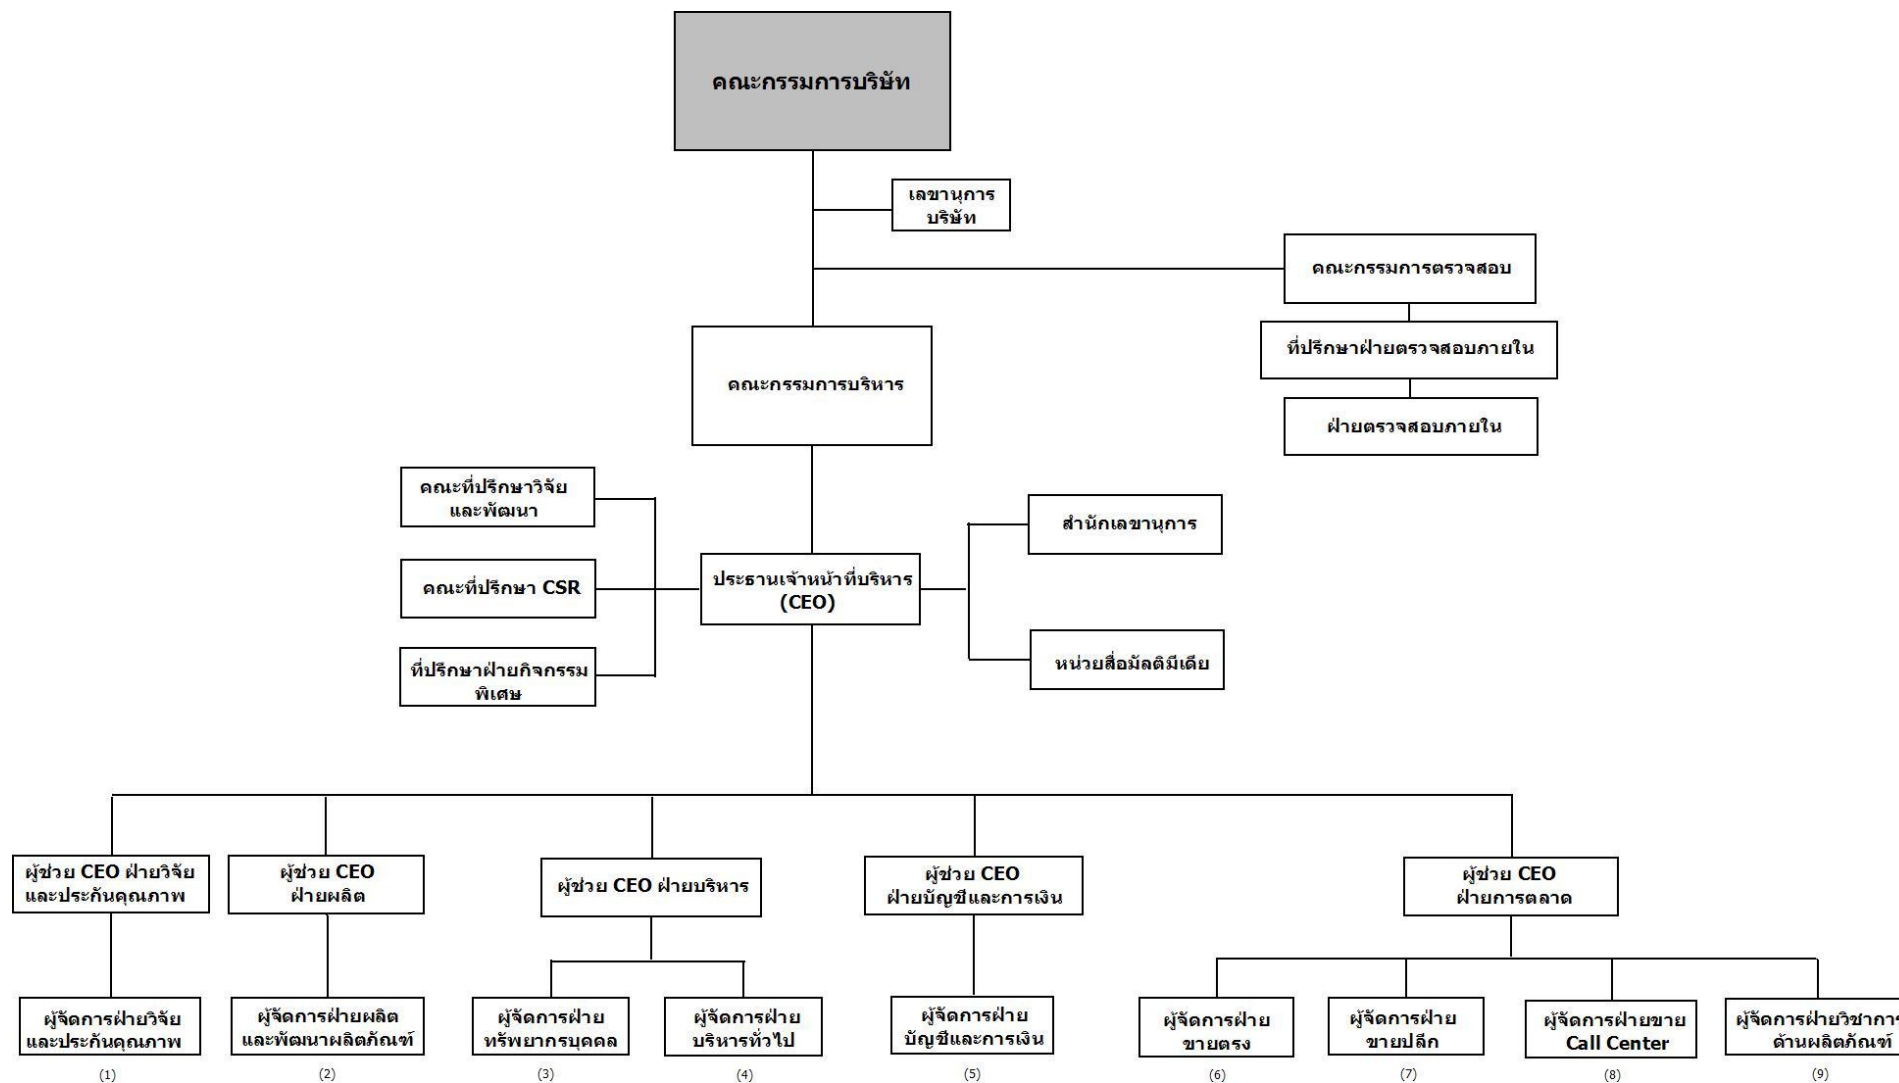 คณะกรรมการบริษัท
เลขานุการ
บริษัท
คณะกรรมการตรวจสอบ
ที่ปรึกษาฝ่ายตรวจสอบภายใน
ฝ่ายตรวจสอบภายใน
คณะกรรมการบริหาร
คณะที่ปรึกษาวิจัย
และพัฒนา
คณะที่ปรึกษา CSR
ที่ปรึกษาฝ่ายกิจกรรม
พิเศษ
ประธานเจ้าหน้าที่บริหาร
(CEO)
สำนักเลขานุการ
หน่วยสื่อมัลติมีเดีย
ผู้ช่วย CEO ฝ่ายวิจัย
และประกันคุณภาพ
ผู้ช่วย CEO
ฝ่ายผลิต
ผู้ช่วย CEO ฝ่ายบริหาร
ผู้ช่วย CEO
ฝ่ายบัญชีและการเงิน
ผู้ช่วย CEO
ฝ่ายการตลาด
ผู้จัดการฝ่ายวิจัย
และประกันคุณภาพ
(1)
ผู้จัดการฝ่ายผลิต
และพัฒนาผลิตภัณฑ์
(2)
ผู้จัดการฝ่าย
ทรัพยากรบุคคล
(3)
ผู้จัดการฝ่าย
บริหารทั่วไป
(4)
ผู้จัดการฝ่าย
บัญชีและการเงิน
(5)
ผู้จัดการฝ่าย
ขายตรง
(6)
ผู้จัดการฝ่าย
ขายปลีก
(7)
ผู้จัดการฝ่ายขาย
Call Center
(8)
ผู้จัดการฝ่ายวิชาการ
ด้านผลิตภัณฑ์
(9)